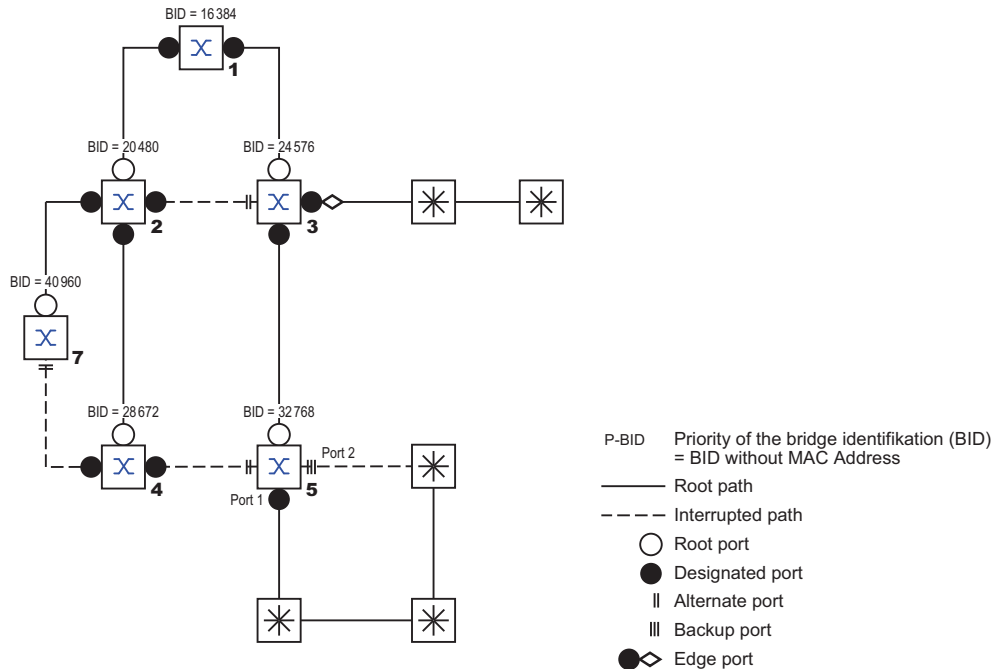 BID = 16 384
1
BID = 20 480
BID = 24 576
2
3
BID = 40 960
7
BID = 28 672
BID = 32 768
Port 2
4
5
Port 1
P-BID Priority of the bridge identifikation (BID)
= BID without MAC Address
Root path
Interrupted path
Root port
Designated port
Alternate port
Backup port
Edge port